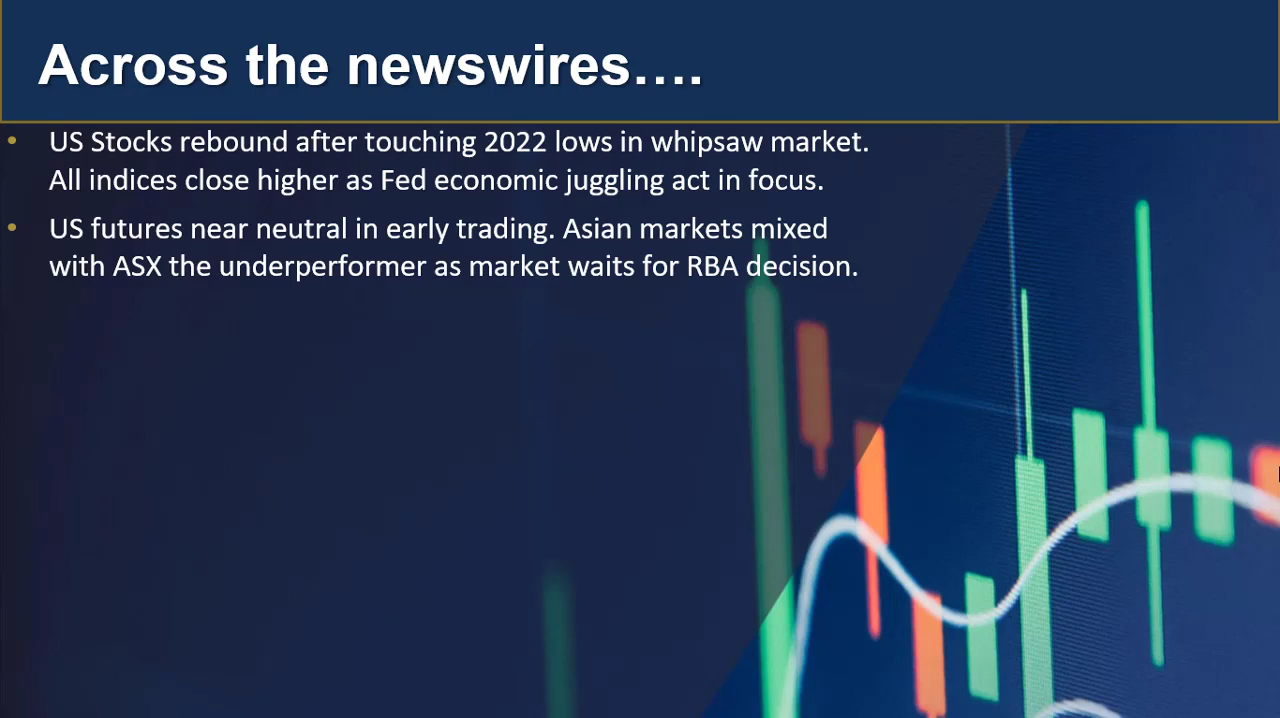 Across the newswires….
• US Stocks rebound after touching 2022 lows in whipsaw market.
All indices close higher as Fed economic juggling act in focus.
• US futures near neutral in early trading. Asian markets mixed
with ASX the underperformer as market waits for RBA decision.